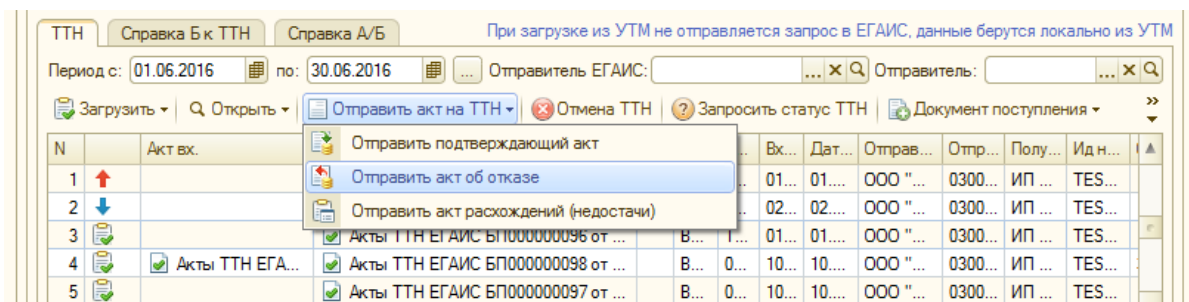 ТТН Справка Б к ТТН Справка А/Б При загрузке из УТМ не отправляется запрос в ЕГАИС, данные берутся локально из УТМ
Период с: 01.06.2016 по: 30.06.2016 ... Отправитель ЕГАИС: ... Отправитель: ...
Загрузить Открыть Отправить акт на ТТН Отмена ТТН ? Запросить статус ТТН Документ поступления
N Акт вх. .. Вх... Дат... Отправ... Отпр... Полу... Ид н...
Отправить подтверждающий акт
1 01... 01.... ООО "... 0300... ИП ... TES...
Отправить акт об отказе
2 02... 02.... ООО "... 0300... ИП ... TES...
Отправить акт расхождений (недостачи)
3 Акты ТТН ЕГАИС БП000000096 от ... В... 1... 01... 01.... ООО "... 0300... ИП ... TES...
4 Акты ТТН ЕГА... Акты ТТН ЕГАИС БП000000098 от ... В... 0... 10... 10.... ООО "... 0300... ИП ... TES...
5 Акты ТТН ЕГАИС БП000000097 от ... В... 0... 10... 10.... ООО "... 0300... ИП ... TES...